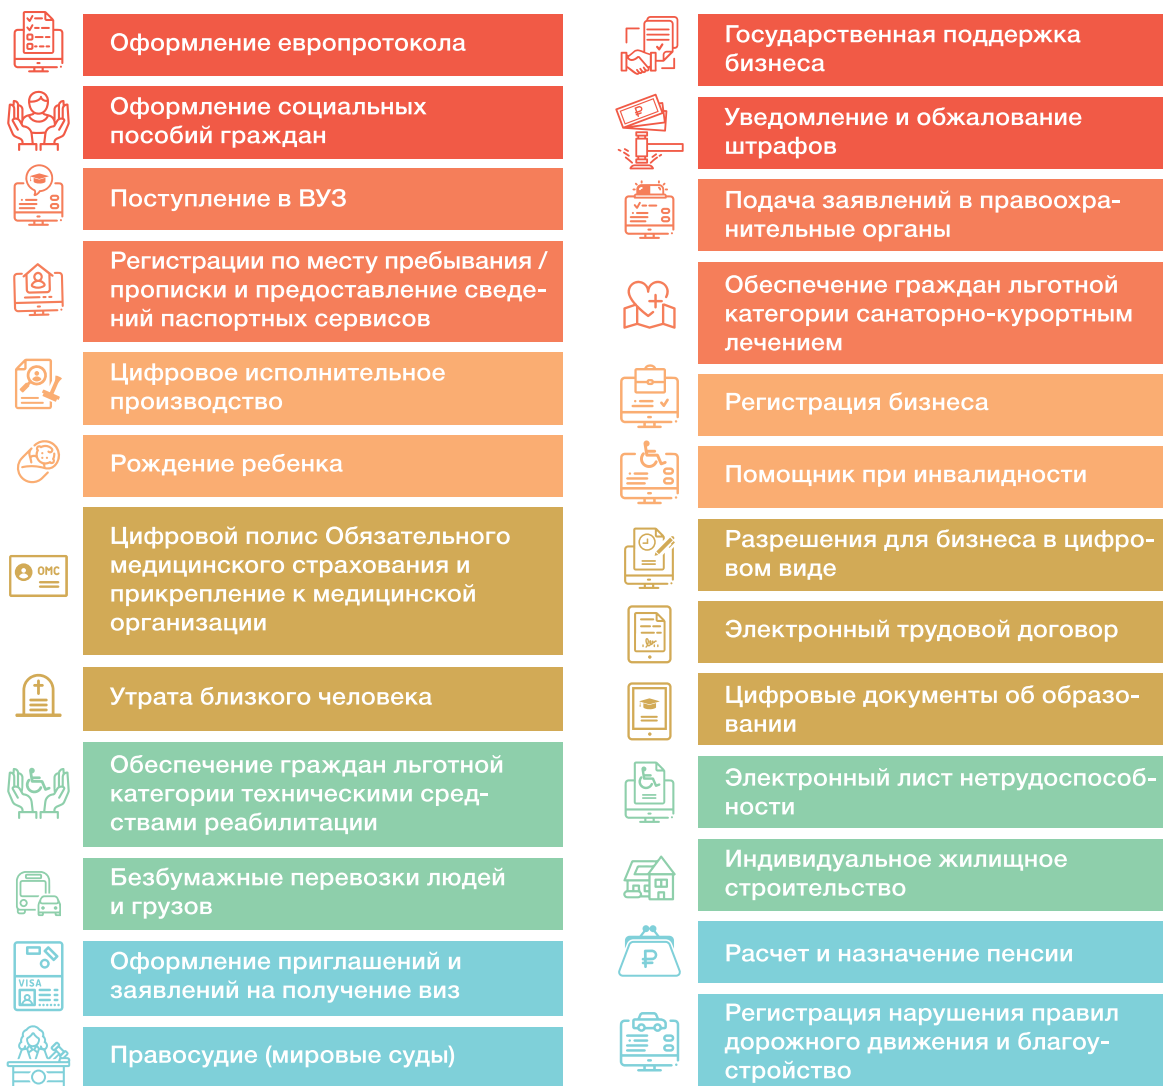 Оформление европротокола
Оформление социальных
пособий граждан
Поступление в ВУЗ
Регистрации по месту пребывания /
прописки и предоставление сведе-
ний паспортных сервисов
Цифровое исполнительное
производство
Рождение ребенка
ОМС
Цифровой полис Обязательного
медицинского страхования и
прикрепление к медицинской
организации
Утрата близкого человека
Обеспечение граждан льготной
категории техническими сред-
ствами реабилитации
Безбумажные перевозки людей
и грузов
VISA
Оформление приглашений и
заявлений на получение виз
Правосудие (мировые суды)
Государственная поддержка
бизнеса
₽
Уведомление и обжалование
штрафов
Подача заявлений в правоохра-
нительные органы
Обеспечение граждан льготной
категории санаторно-курортным
лечением
Регистрация бизнеса
Помощник при инвалидности
Разрешения для бизнеса в цифро-
вом виде
Электронный трудовой договор
Цифровые документы об образо-
вании
Электронный лист нетрудоспособ-
ности
Индивидуальное жилищное
строительство
₽
Расчет и назначение пенсии
Регистрация нарушения правил
дорожного движения и благоу-
стройство